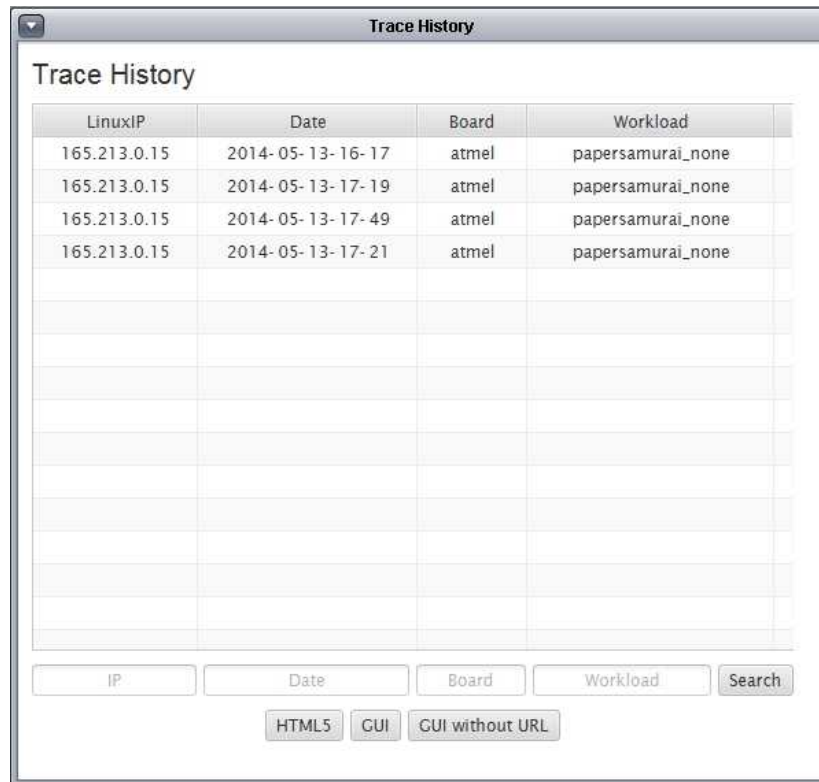 Trace History
Trace History
LinuxIP Date Board Workload
165.213.0.15 2014-05-13-16-17 atmel papersamurai_none
165.213.0.15 2014-05-13-17-19 atmel papersamurai_none
165.213.0.15 2014-05-13-17-49 atmel papersamurai_none
165.213.0.15 2014-05-13-17-21 atmel papersamurai_none
IP Date Board Workload Search
HTML5 GUI GUI without URL